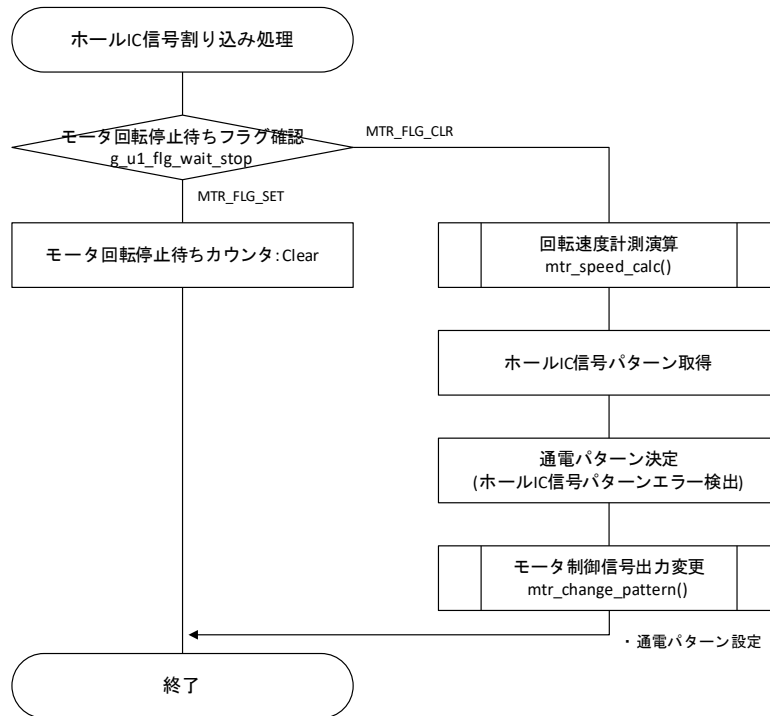 ホールIC信号割り込み処理
モータ回転停止待ちフラグ確認
g_u1_flg_wait_stop
MTR_FLG_CLR
MTR_FLG_SET
モータ回転停止待ちカウンタ:Clear
回転速度計測演算
mtr_speed_calc()
ホールIC信号パターン取得
通電パターン決定
(ホールIC信号パターンエラー検出)
モータ制御信号出力変更
mtr_change_pattern()
・通電パターン設定
終了